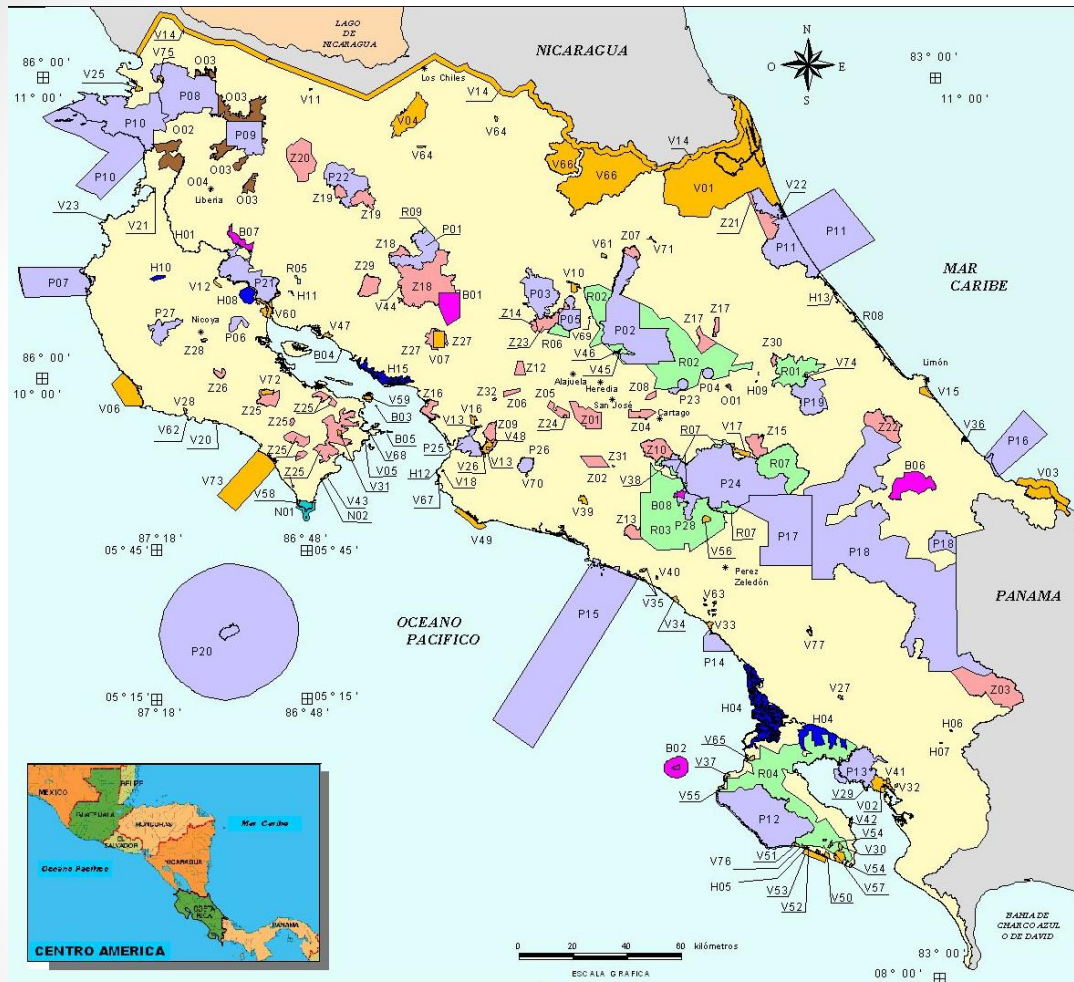 LAGO
DE
NICARAGUA
V14
NICARAGUA
N
O
E
S
86° 00'
11° 00'
83° 00'
11° 00'
V75
O03
V25
P08
O03
V11
Los Chiles
V14
V04
V64
V64
P10
O02
P09
V66
V66
V14
V01
P10
O03
O04
Liberia
O03
Z20
P22
Z19
Z19
V23
V21
H01
V22
Z21
P11
P11
MAR
CARIBE
B07
R09
P01
Z18
Z07
V61
V71
P07
H10
V12
P21
R05
H11
H08
Z29
V44
Z18
B01
V10
P03
R02
H13
R08
P27
Nicoya
P06
V60
V47
Z14
P05
V69
Z23
R06
P02
Z17
Z17
Z28
B04
Z27
V07
Z27
V46
V45
R02
Z30
R01
V74
Limón
86° 00'
10° 00'
H15
Z12
Alajuela
Heredia
San José
Z08
P23
P04
O01
H09
P19
V15
V06
Z26
V72
Z25
Z25
V59
B03
Z16
Z32
Z06
Z05
Z24
Z01
Z04
Cartago
V28
V62
V20
Z25
Z25
Z25
B05
V68
V05
V31
P25
V13
V16
Z09
V48
V13
V26
V18
P26
V70
Z31
Z02
Z10
R07
V17
Z15
Z22
V36
P16
V73
V58
N01
V43
N02
H12
V67
V38
P24
R07
B06
V03
V49
V39
B08
R03
P28
R07
V56
Z13
P17
P18
P18
87° 18'
05° 45'
86° 48'
05° 45'
Perez
Zeledón
PANAMA
P20
OCEANO
PACIFICO
P15
V40
V35
V34
V63
V33
P14
V77
05° 15'
87° 18'
05° 15'
86° 48'
V27
Z03
H04
H04
H06
H07
B02
V65
V37
V55
R04
P13
V41
V32
V29
V02
V42
P12
V54
V30
V76
V51
H05
V53
V52
V50
V54
V57
MEXICO
BELIFE
GUATEMALA
HONDURAS
EL
SALVADOR
NICARAGUA
Mar Caribe
Oceano Pacífico
COSTA
RICA
PANAMA
CENTRO AMERICA
0
20
40
60
kilómetros
ESCALA GRAFICA
BAHIA DE
CHARCO AZUL
O DE DAVID
83° 00'
08° 00'